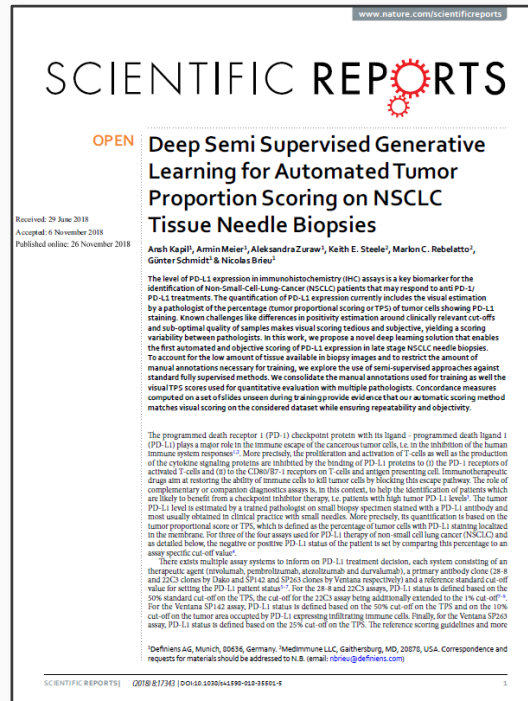 www.nature.com/scientificreports
SCIENTIFIC REPORTS
OPEN
Deep Semi Supervised Generative
Learning for Automated Tumor
Proportion Scoring on NSCLC
Tissue Needle Biopsies
Received: 29 June 2018
Accepted: 6 November 2018
Published online: 26 November 2018
Ansh Kapil¹, Armin Meier¹, Aleksandra Zuraw¹, Keith E. Steele², Marlon C. Rebelatto²,
Günter Schmidt¹ & Nicolas Brieu¹
The level of PD-L1 expression in immunohistochemistry (IHC) assays is a key biomarker for the
identification of Non-Small-Cell-Lung-Cancer (NSCLC) patients that may respond to anti PD-1/
PD-L1 treatments. The quantification of PD-L1 expression currently includes the visual estimation
by a pathologist of the percentage (tumor proportional scoring or TPS) of tumor cells showing PD-L1
staining. Known challenges like differences in positivity estimation around clinically relevant cut-offs
and sub-optimal quality of samples makes visual scoring tedious and subjective, yielding a scoring
variability between pathologists. In this work, we propose a novel deep learning solution that enables
the first automated and objective scoring of PD-L1 expression in late stage NSCLC needle biopsies.
To account for the low amount of tissue available in biopsy images and to restrict the amount of
manual annotations necessary for training, we explore the use of semi-supervised approaches against
standard fully supervised methods. We consolidate the manual annotations used for training as well the
visual TPS scores used for quantitative evaluation with multiple pathologists. Concordance measures
computed on a set of slides unseen during training provide evidence that our automatic scoring method
matches visual scoring on the considered dataset while ensuring repeatability and objectivity.
The programmed death receptor 1 (PD-1) checkpoint protein with its ligand - programmed death ligand 1
(PD-L1) plays a major role in the immune escape of the cancerous tumor cells, i.e. in the inhibition of the human
immune system responses¹,². More precisely, the proliferation and activation of T-cells as well as the production
of the cytokine signaling proteins are inhibited by the binding of PD-L1 proteins to (i) the PD-1 receptors of
activated T-cells and (ii) to the CD80/B7-1 receptors on T-cells and antigen presenting cell. Immunotherapeutic
drugs aim at restoring the ability of immune cells to kill tumor cells by blocking this escape pathway. The role of
complementary or companion diagnostics assays is, in this context, to help the identification of patients which
are likely to benefit from a checkpoint inhibitor therapy, i.e. patients with high tumor PD-L1 levels³. The tumor
PD-L1 level is estimated by a trained pathologist on small biopsy specimen stained with a PD-L1 antibody and
most usually obtained in clinical practice with small needles. More precisely, its quantification is based on the
tumor proportional score or TPS, which is defined as the percentage of tumor cells with PD-L1 staining localized
in the membrane. For three of the four assays used for PD-L1 therapy of non-small cell lung cancer (NSCLC) and
as detailed below, the negative or positive PD-L1 status of the patient is set by comparing this percentage to an
assay specific cut-off value⁴.
There exists multiple assay systems to inform on PD-L1 treatment decision, each system consisting of an
therapeutic agent (nivolumab, pembrolizumab, atezolizumab and durvalumab), a primary antibody clone (28-8
and 22C3 clones by Dako and SP142 and SP263 clones by Ventana respectively) and a reference standard cut-off
value for setting the PD-L1 patient status⁵⁻⁷. For the 28-8 and 22C3 assays, PD-L1 status is defined based on the
50% standard cut-off on the TPS, the cut-off for the 22C3 assay being additionally extended to the 1% cut-off
For the Ventana SP142 assay, PD-L1 status is defined based on the 50% cut-off on the TPS and on the 10%
cut-off on the tumor area occupied by PD-L1 expressing infiltrating immune cells. Finally, for the Ventana SP263
assay, PD-L1 status is defined based on the 25% cut-off on the TPS. The reference scoring guidelines and more
¹Definiens AG, Munich, 80636, Germany. ²MedImmune LLC, Gaithersburg, MD, 20878, USA. Correspondence and
requests for materials should be addressed to N.B. (email: nbrieu@definiens.com)
SCIENTIFIC REPORTS | (2018) 8:17343 | DOI:10.1038/s41598-018-35501-5
1